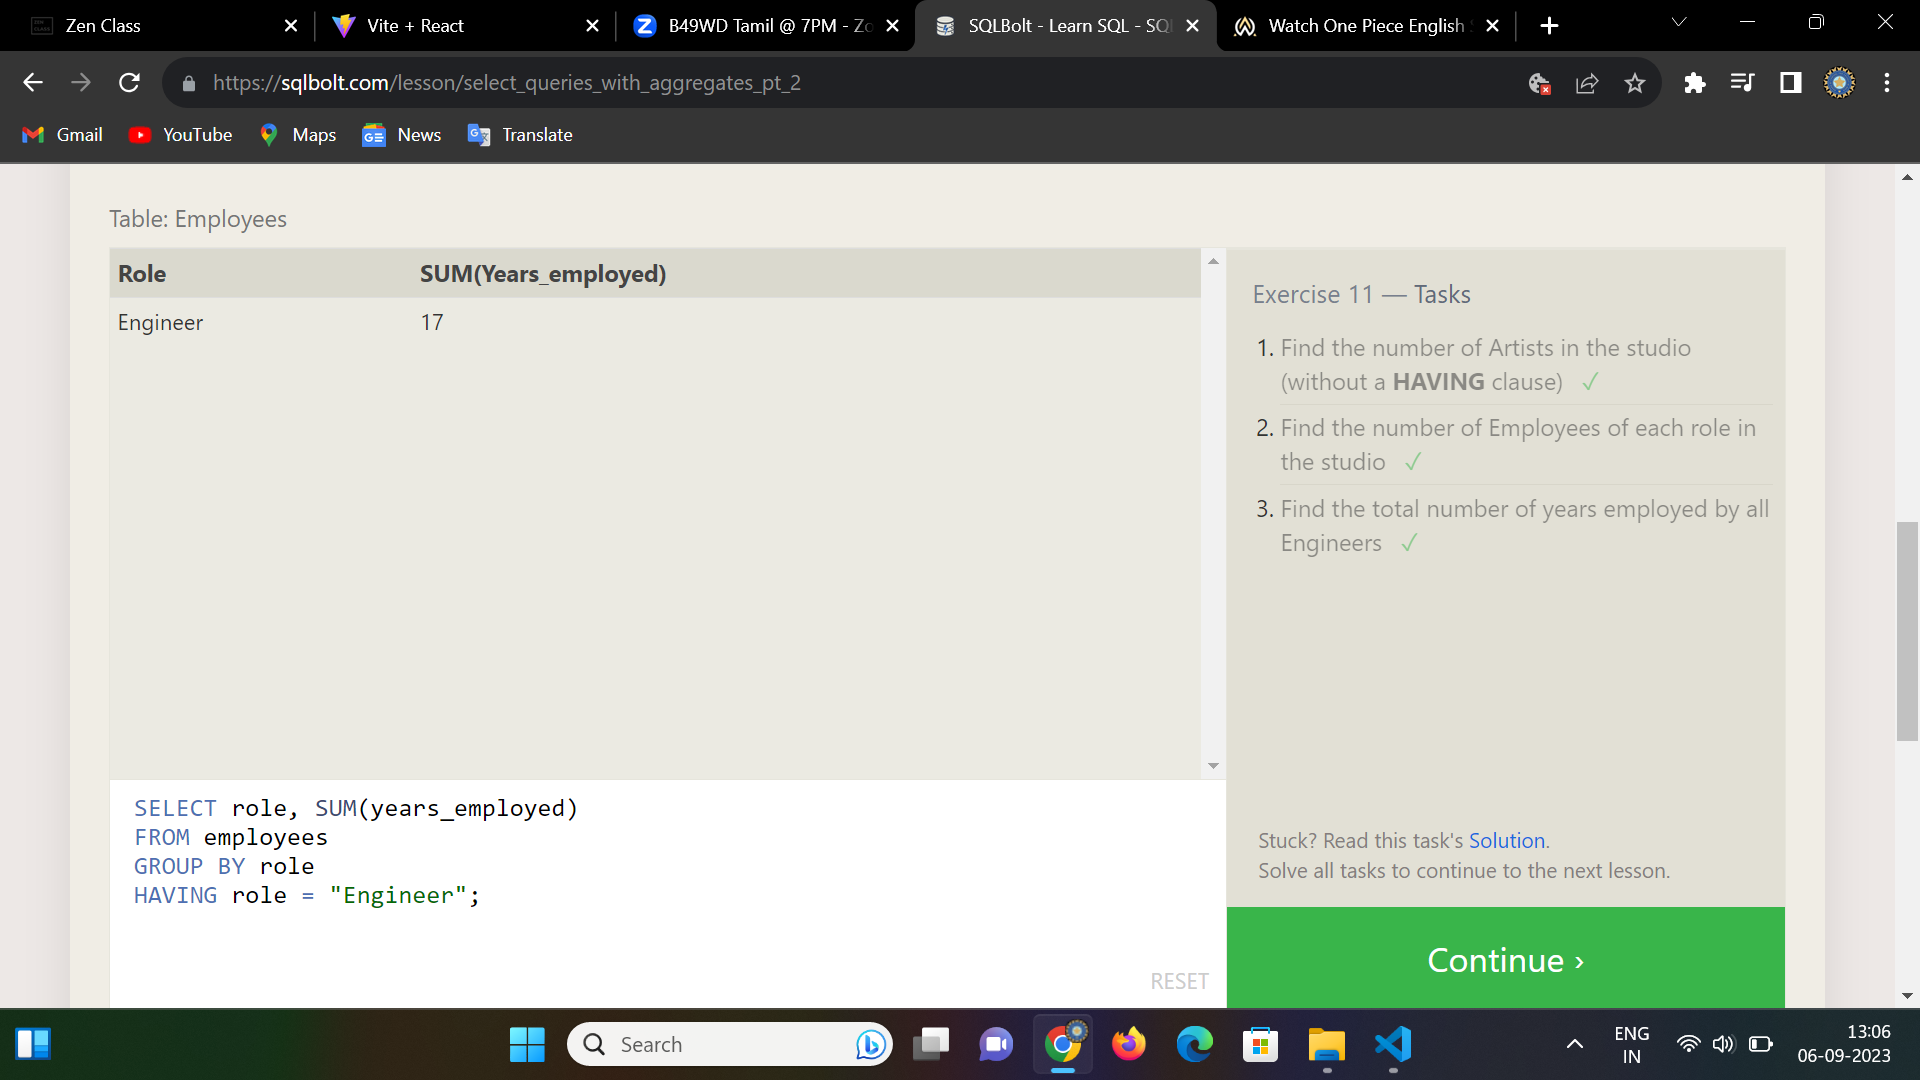 Zen Class
Vite + React
B49WD Tamil @ 7PM - Zo
SQLBolt - Learn SQL - SQ
Watch One Piece English
https://sqlbolt.com/lesson/select_queries_with_aggregates_pt_2
Gmail
YouTube
Maps
News
Translate
Table: Employees
Role SUM(Years_employed)
Engineer 17
Exercise 11 — Tasks
1. Find the number of Artists in the studio
(without a HAVING clause) ✓
2. Find the number of Employees of each role in
the studio ✓
3. Find the total number of years employed by all
Engineers ✓
SELECT role, SUM(years_employed)
FROM employees
GROUP BY role
HAVING role = "Engineer";
RESET
Stuck? Read this task's Solution.
Solve all tasks to continue to the next lesson.
Continue ›
Search
ENG
IN
13:06
06-09-2023